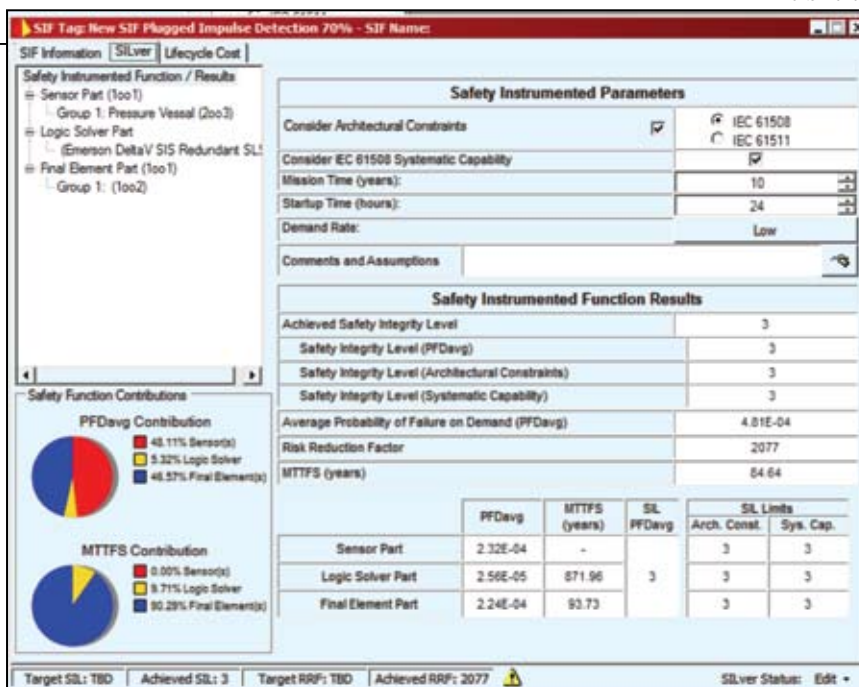 SIF Tag: New SIF Plugged Impulse Detection 70% - SIF Name:
SIF Information SILver Lifecycle Cost
Safety Instrumented Function / Results
Sensor Part (1oo1)
Group 1: Pressure Vessal (2oo3)
Logic Solver Part
(Emerson DeltaV SIS Redundant SLS
Final Element Part (1oo1)
Group 1: (1oo2)
Safety Function Contributions
PFDavg Contribution
48.11% Sensor(s)
5.32% Logic Solver
46.57% Final Element(s)
MTTFS Contribution
0.00% Sensor(s)
9.71% Logic Solver
90.29% Final Element(s)
Safety Instrumented Parameters
Consider Architectural Constraints
IEC 61508
IEC 61511
Consider IEC 61508 Systematic Capability
Mission Time (years): 10
Startup Time (hours): 24
Demand Rate: Low
Comments and Assumptions
Safety Instrumented Function Results
Achieved Safety Integrity Level 3
Safety Integrity Level (PFDavg) 3
Safety Integrity Level (Architectural Constraints) 3
Safety Integrity Level (Systematic Capability) 3
Average Probability of Failure on Demand (PFDavg) 4.81E-04
Risk Reduction Factor 2077
MTTFS (years) 84.64
PFDavg MTTFS (years) SIL PFDavg SIL Limits
Arch. Const. Sys. Cap.
Sensor Part 2.32E-04 - 3 3
Logic Solver Part 2.56E-05 871.96 3 3 3
Final Element Part 2.24E-04 93.73 3 3
Target SIL: TBD Achieved SIL: 3 Target RRF: TBD Achieved RRF: 2077 SILver Status: Edit